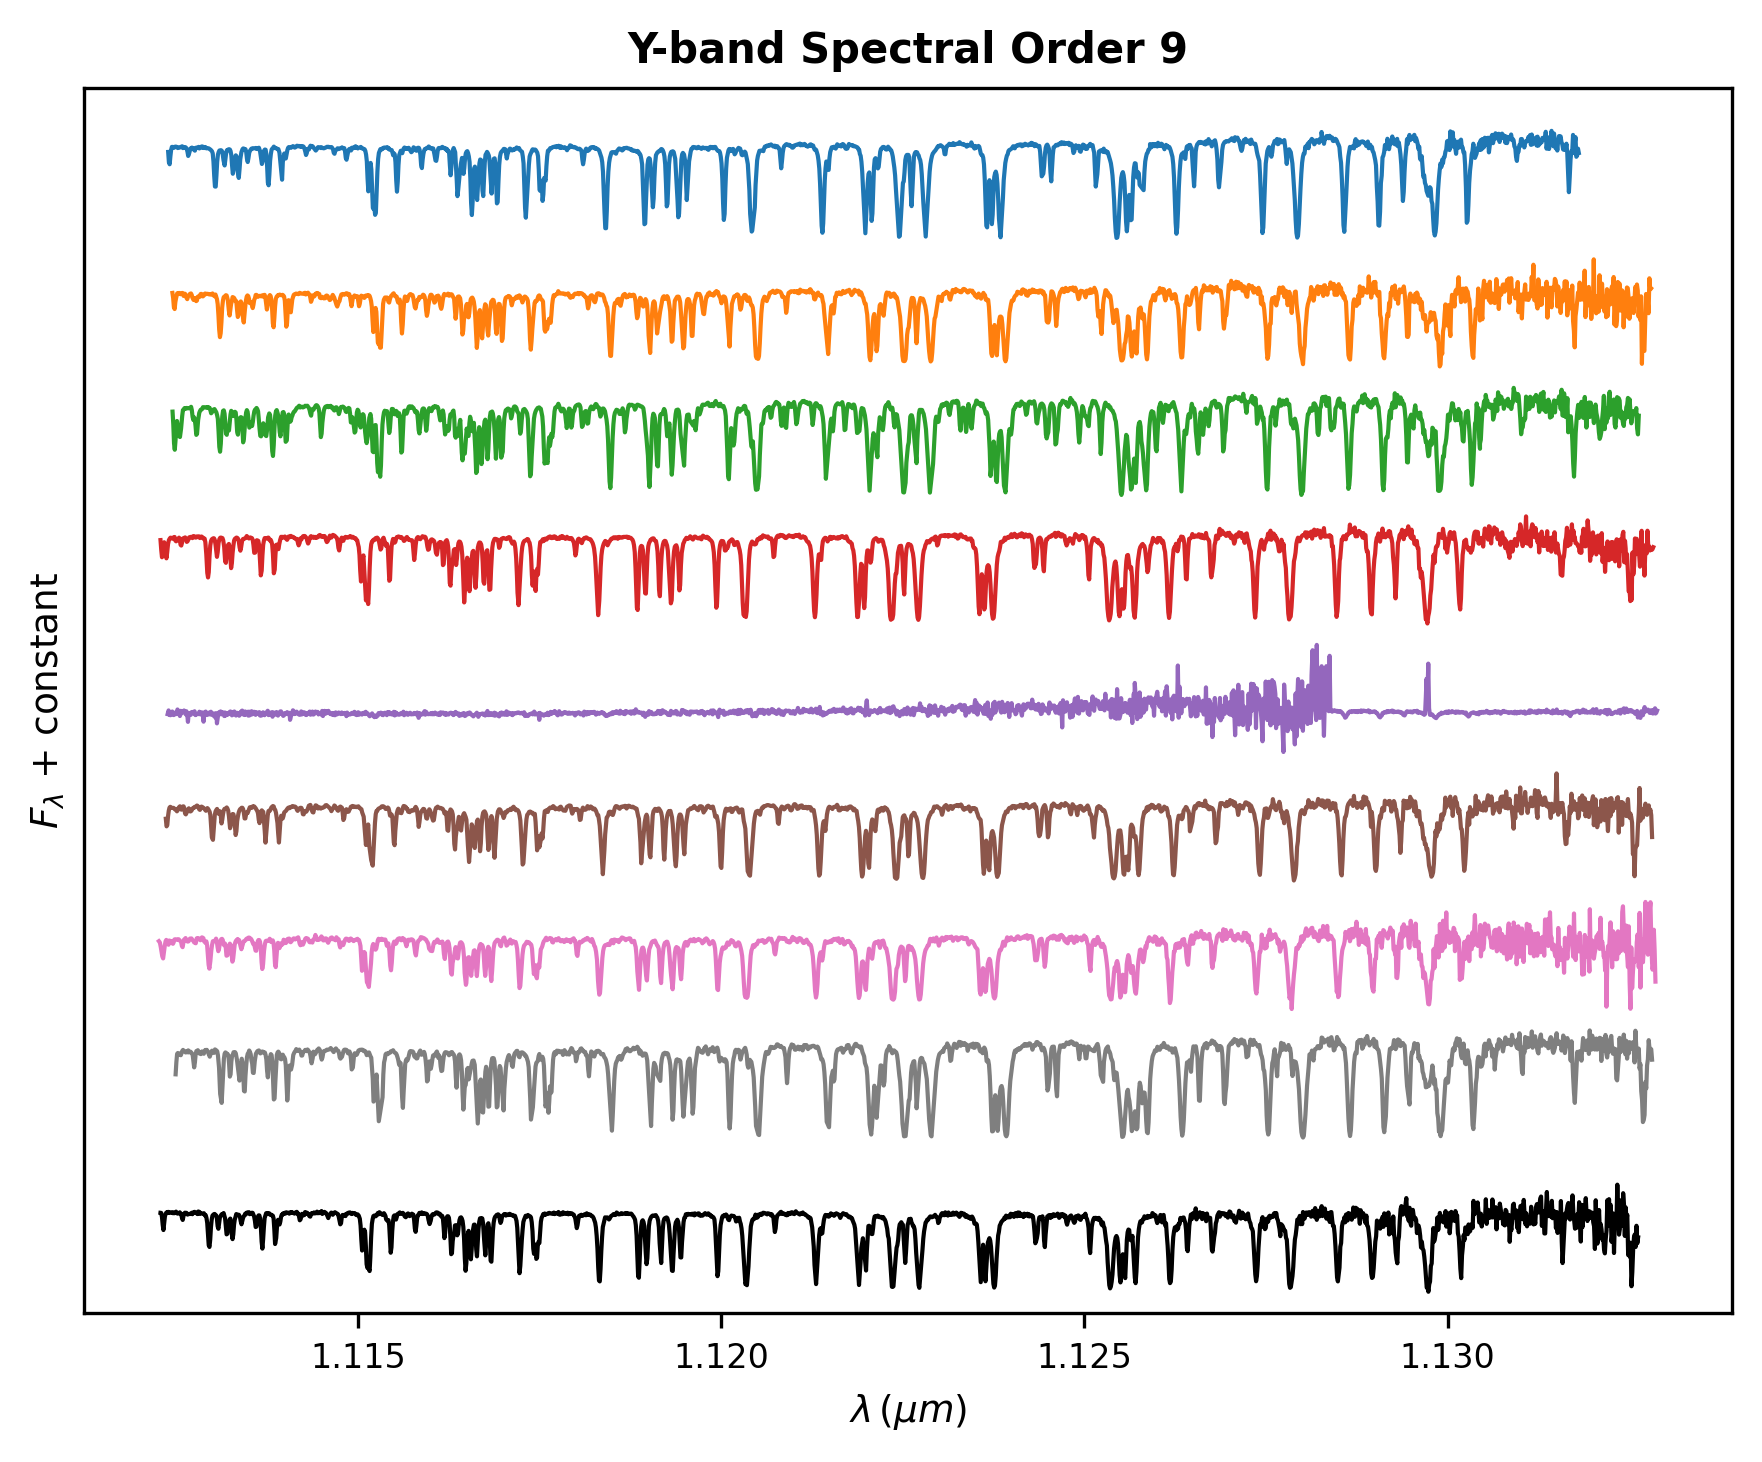 Y-band Spectral Order 9
F_λ + constant
1.115 1.120 1.125 1.130
λ (μm)